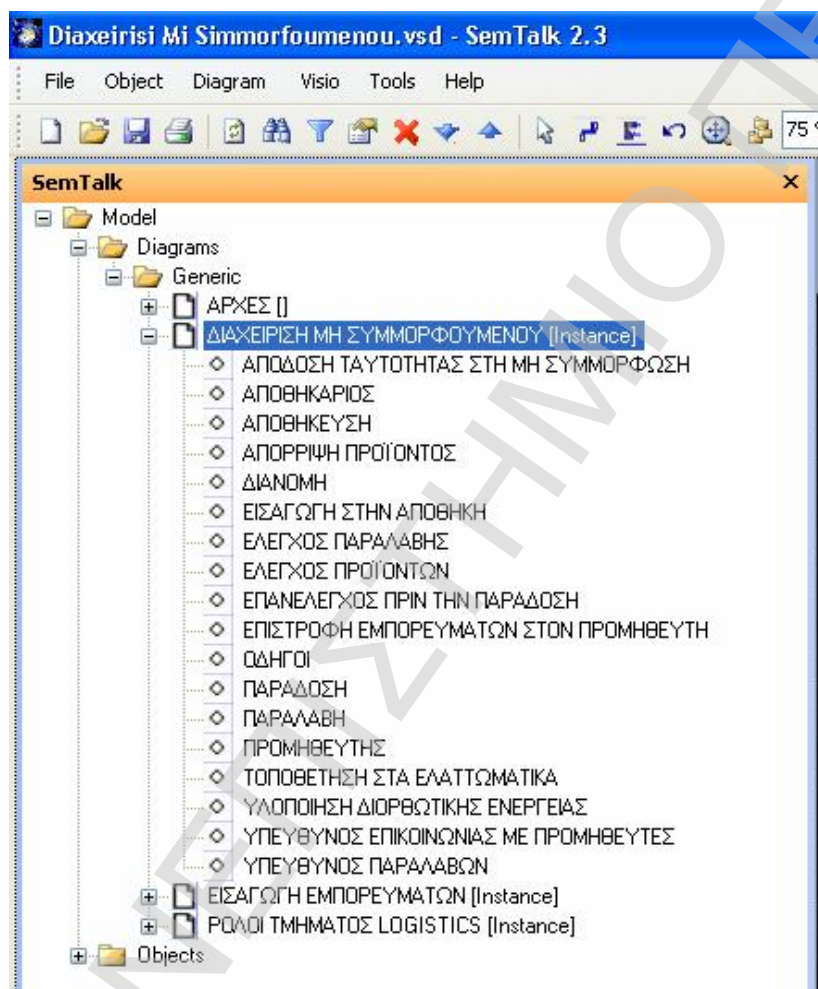 Diaxeirisi Mi Simmorfoumenou.vsd - SemTalk 2.3
File Object Diagram Visio Tools Help
75 %
SemTalk
Model
Diagrams
Generic
ΑΡΧΕΣ []
ΔΙΑΧΕΙΡΙΣΗ ΜΗ ΣΥΜΜΟΡΦΟΥΜΕΝΟΥ [Instance]
ΑΠΟΔΟΣΗ ΤΑΥΤΟΤΗΤΑΣ ΣΤΗ ΜΗ ΣΥΜΜΟΡΦΩΣΗ
ΑΠΟΘΗΚΑΡΙΟΣ
ΑΠΟΘΗΚΕΥΣΗ
ΑΠΟΡΡΙΨΗ ΠΡΟΪΟΝΤΟΣ
ΔΙΑΝΟΜΗ
ΕΙΣΑΓΩΓΗ ΣΤΗΝ ΑΠΟΘΗΚΗ
ΕΛΕΓΧΟΣ ΠΑΡΑΛΑΒΗΣ
ΕΛΕΓΧΟΣ ΠΡΟΪΟΝΤΩΝ
ΕΠΑΝΕΛΕΓΧΟΣ ΠΡΙΝ ΤΗΝ ΠΑΡΑΔΟΣΗ
ΕΠΙΣΤΡΟΦΗ ΕΜΠΟΡΕΥΜΑΤΩΝ ΣΤΟΝ ΠΡΟΜΗΘΕΥΤΗ
ΟΔΗΓΟΙ
ΠΑΡΑΔΟΣΗ
ΠΑΡΑΛΑΒΗ
ΠΡΟΜΗΘΕΥΤΗΣ
ΤΟΠΟΘΕΤΗΣΗ ΣΤΑ ΕΛΑΤΤΩΜΑΤΙΚΑ
ΥΛΟΠΟΙΗΣΗ ΔΙΟΡΘΩΤΙΚΗΣ ΕΝΕΡΓΕΙΑΣ
ΥΠΕΥΘΥΝΟΣ ΕΠΙΚΟΙΝΩΝΙΑΣ ΜΕ ΠΡΟΜΗΘΕΥΤΕΣ
ΥΠΕΥΘΥΝΟΣ ΠΑΡΑΛΑΒΩΝ
ΕΙΣΑΓΩΓΗ ΕΜΠΟΡΕΥΜΑΤΩΝ [Instance]
ΡΟΛΟΙ ΤΜΗΜΑΤΟΣ LOGISTICS [Instance]
Objects